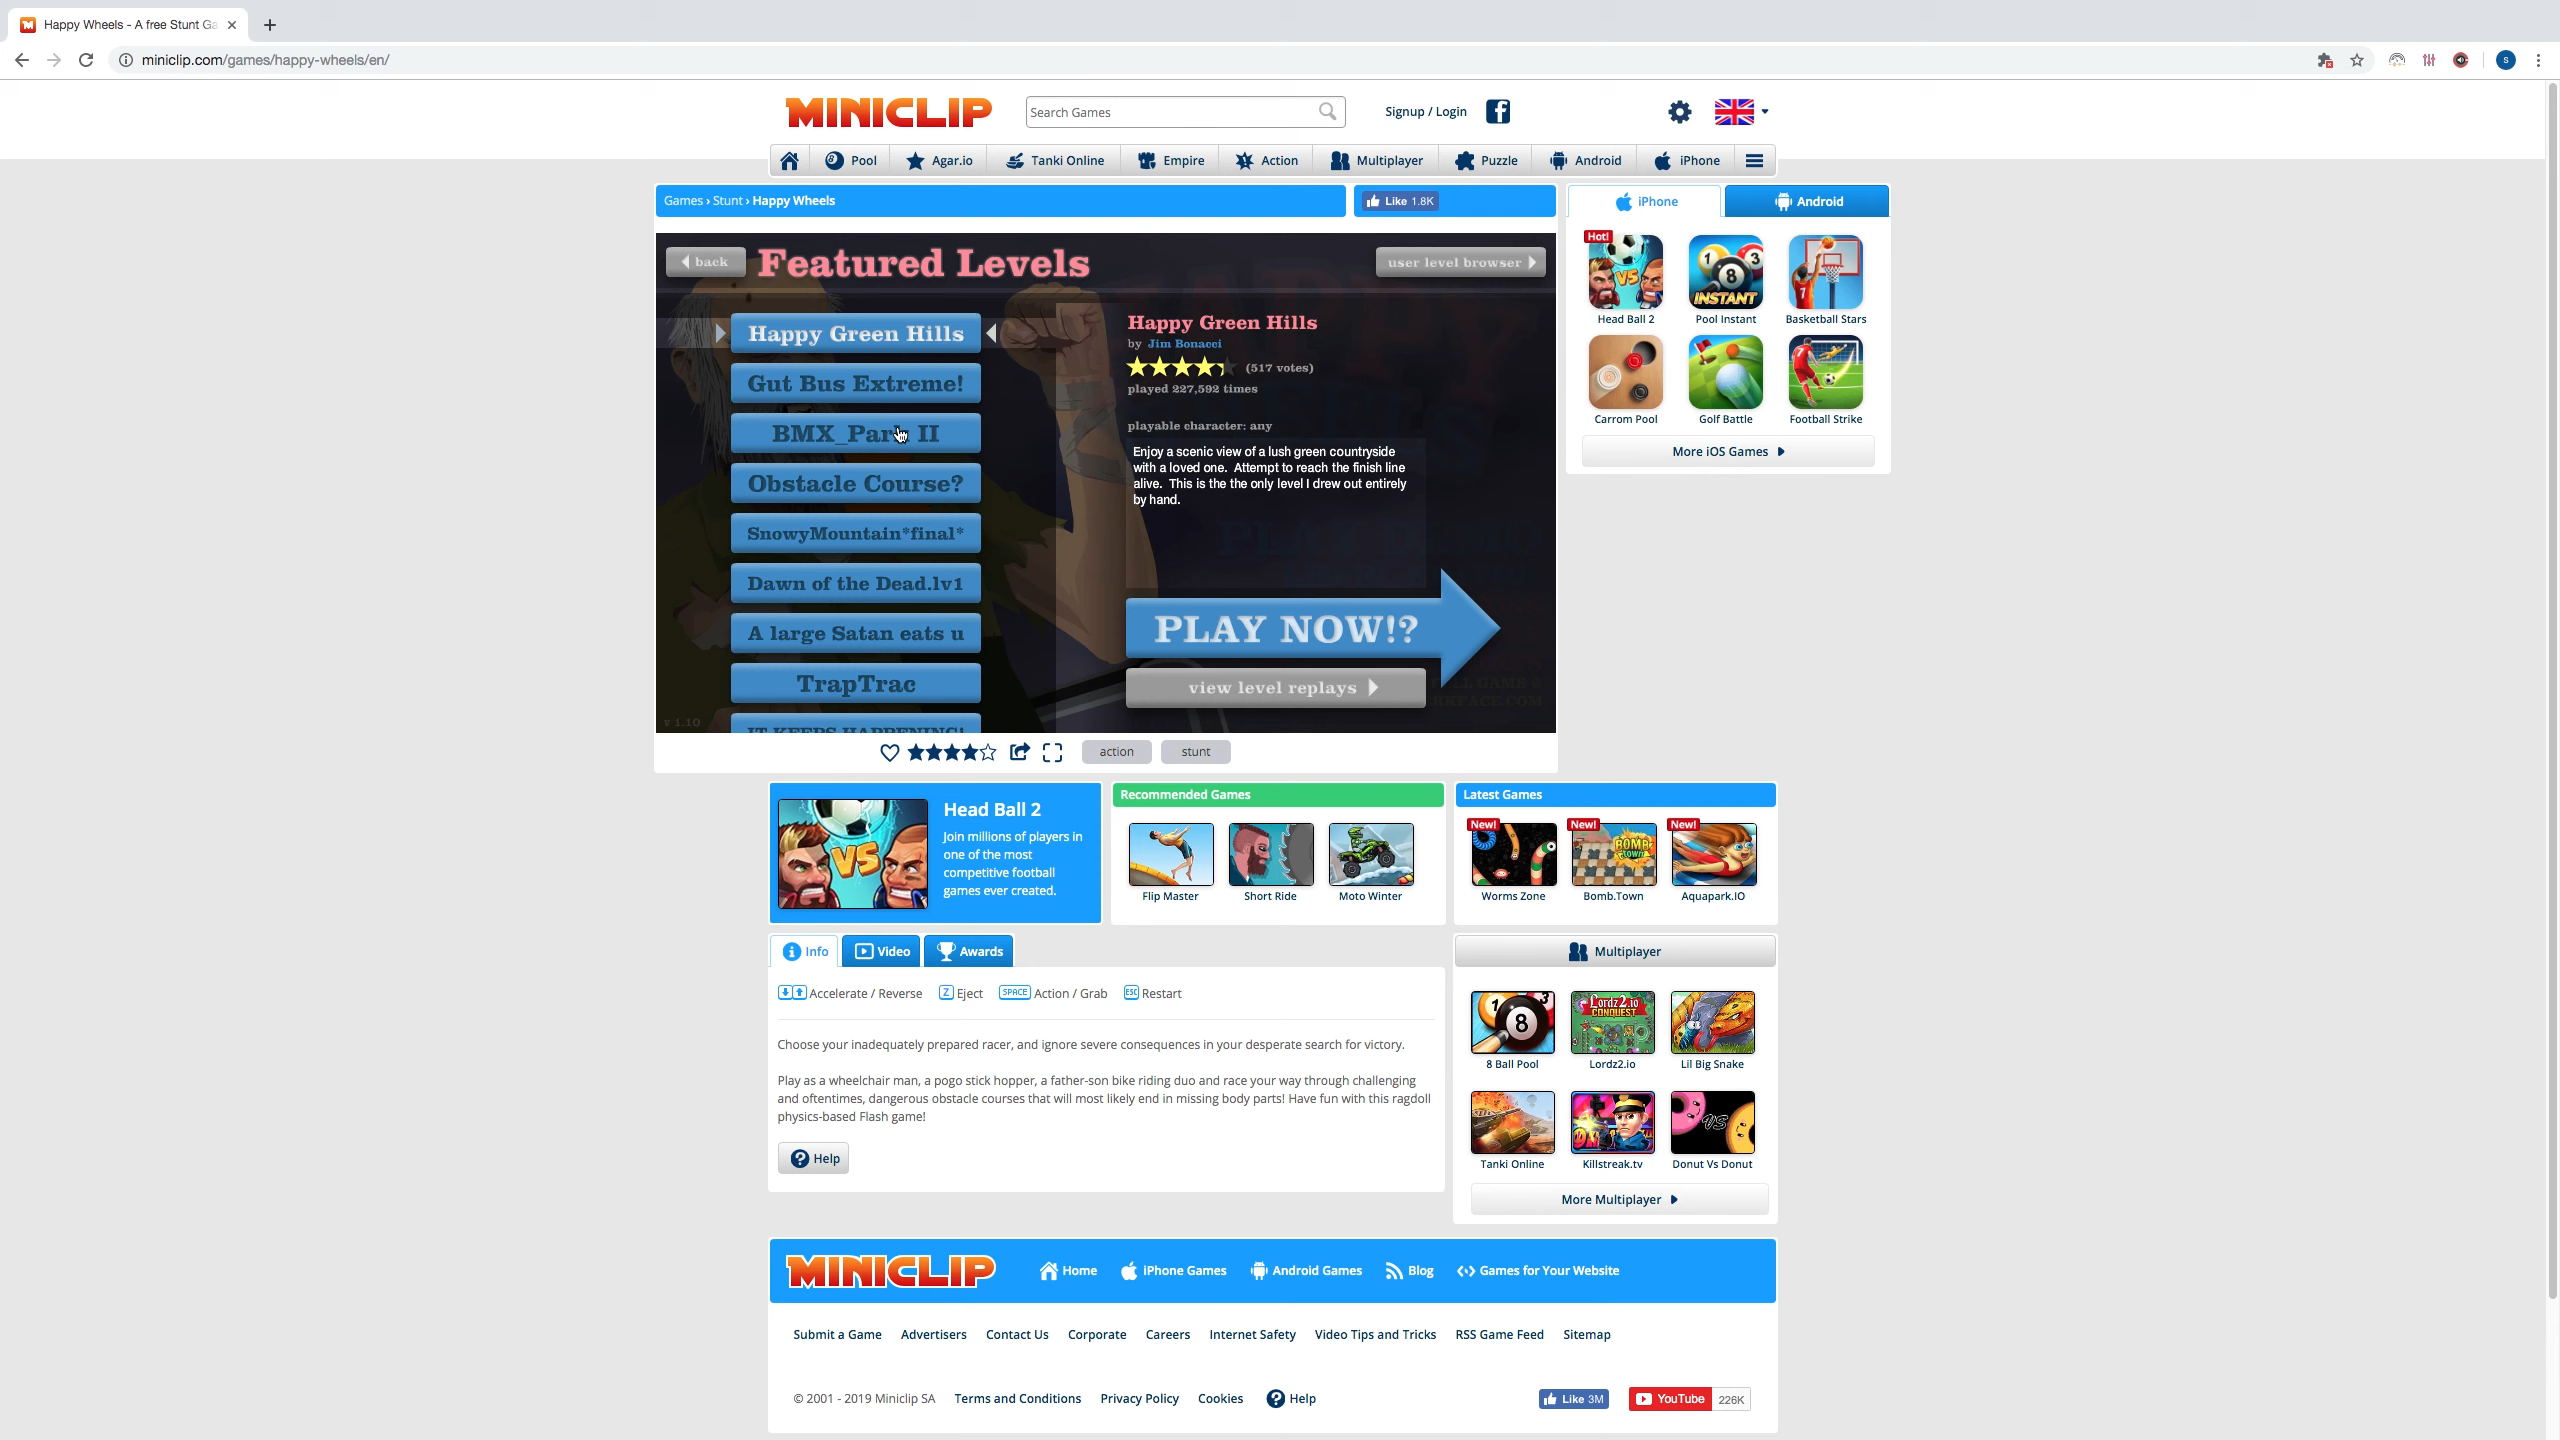 Happy Wheels - A free Stunt Ga
miniclip.com/games/happy-wheels/en/
S
MINICLIP
Search Games
Signup / Login
Pool
Agar.io
Tanki Online
Empire
Action
Multiplayer
Puzzle
Android
iPhone
Games › Stunt › Happy Wheels
Like 1.8K
iPhone
Android
back
Featured Levels
user level browser
Happy Green Hills
Gut Bus Extreme!
BMX_Park II
Obstacle Course?
SnowyMountain*final*
Dawn of the Dead.lv1
A large Satan eats u
TrapTrac
IT KEEPS HAPPENING!
v 1.10
Happy Green Hills
by Jim Bonacci
(517 votes)
played 227,592 times
playable character: any
Enjoy a scenic view of a lush green countryside
with a loved one. Attempt to reach the finish line
alive. This is the the only level I drew out entirely
by hand.
PLAY NOW!?
view level replays
Hot!
Head Ball 2
Pool Instant
Basketball Stars
Carrom Pool
Golf Battle
Football Strike
More iOS Games
action
stunt
VS
Head Ball 2
Join millions of players in
one of the most
competitive football
games ever created.
Recommended Games
Flip Master
Short Ride
Moto Winter
Latest Games
New!
New!
New!
Worms Zone
Bomb.Town
Aquapark.IO
Info
Video
Awards
Accelerate / Reverse
Z Eject
SPACE Action / Grab
ESC Restart
Choose your inadequately prepared racer, and ignore severe consequences in your desperate search for victory.
Play as a wheelchair man, a pogo stick hopper, a father-son bike riding duo and race your way through challenging
and oftentimes, dangerous obstacle courses that will most likely end in missing body parts! Have fun with this ragdoll
physics-based Flash game!
Help
Multiplayer
8 Ball Pool
Lordz2.io
Lil Big Snake
Tanki Online
Killstreak.tv
Donut Vs Donut
More Multiplayer
MINICLIP
Home
iPhone Games
Android Games
Blog
Games for Your Website
Submit a Game
Advertisers
Contact Us
Corporate
Careers
Internet Safety
Video Tips and Tricks
RSS Game Feed
Sitemap
© 2001 - 2019 Miniclip SA
Terms and Conditions
Privacy Policy
Cookies
Help
Like 3M
YouTube 226K